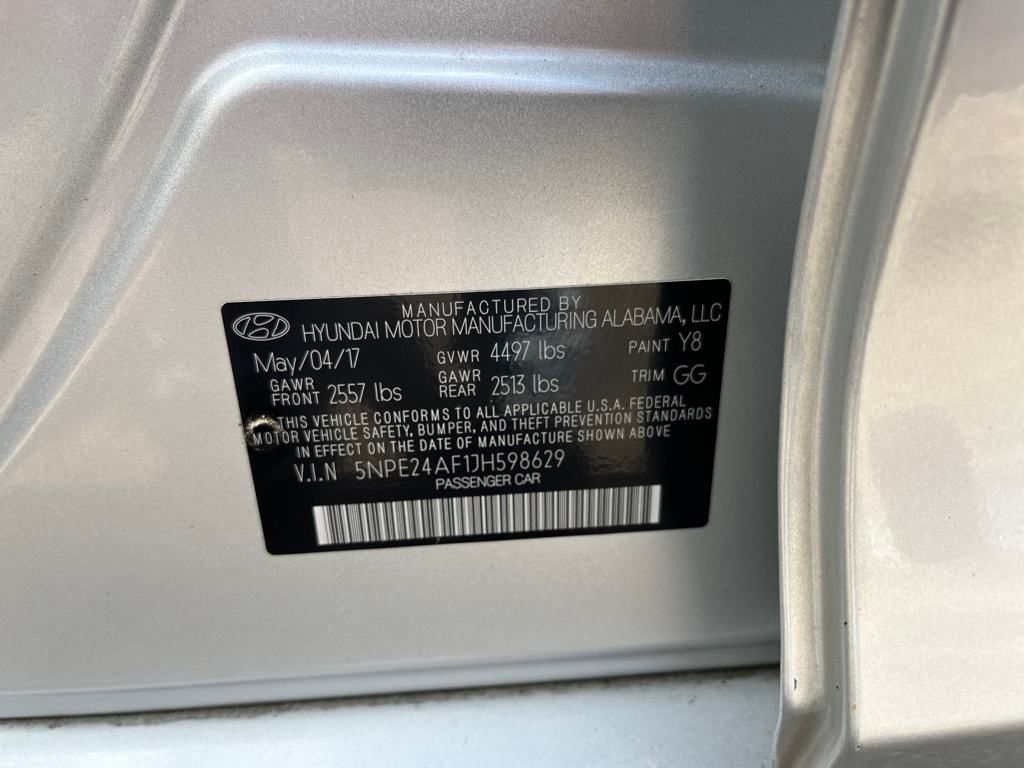 MANUFACTURED BY
HYUNDAI MOTOR MANUFACTURING ALABAMA, LLC
May/04/17 GVWR 4497 lbs PAINT Y8
GAWR FRONT 2557 lbs GAWR REAR 2513 lbs TRIM GG
THIS VEHICLE CONFORMS TO ALL APPLICABLE U.S.A. FEDERAL
MOTOR VEHICLE SAFETY, BUMPER, AND THEFT PREVENTION STANDARDS
IN EFFECT ON THE DATE OF MANUFACTURE SHOWN ABOVE
V.I.N 5NPE24AF1JH598629
PASSENGER CAR